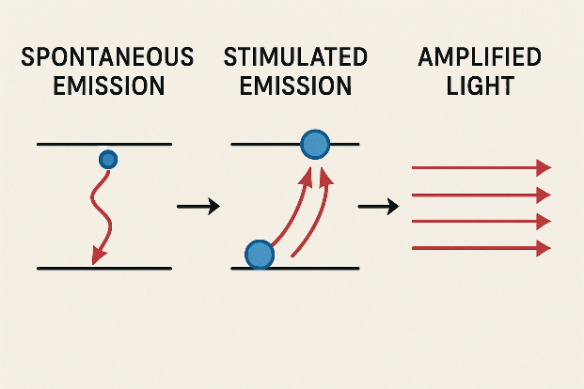 SPONTANEOUS
EMISSION
STIMULATED
EMISSION
AMPLIFIED
LIGHT